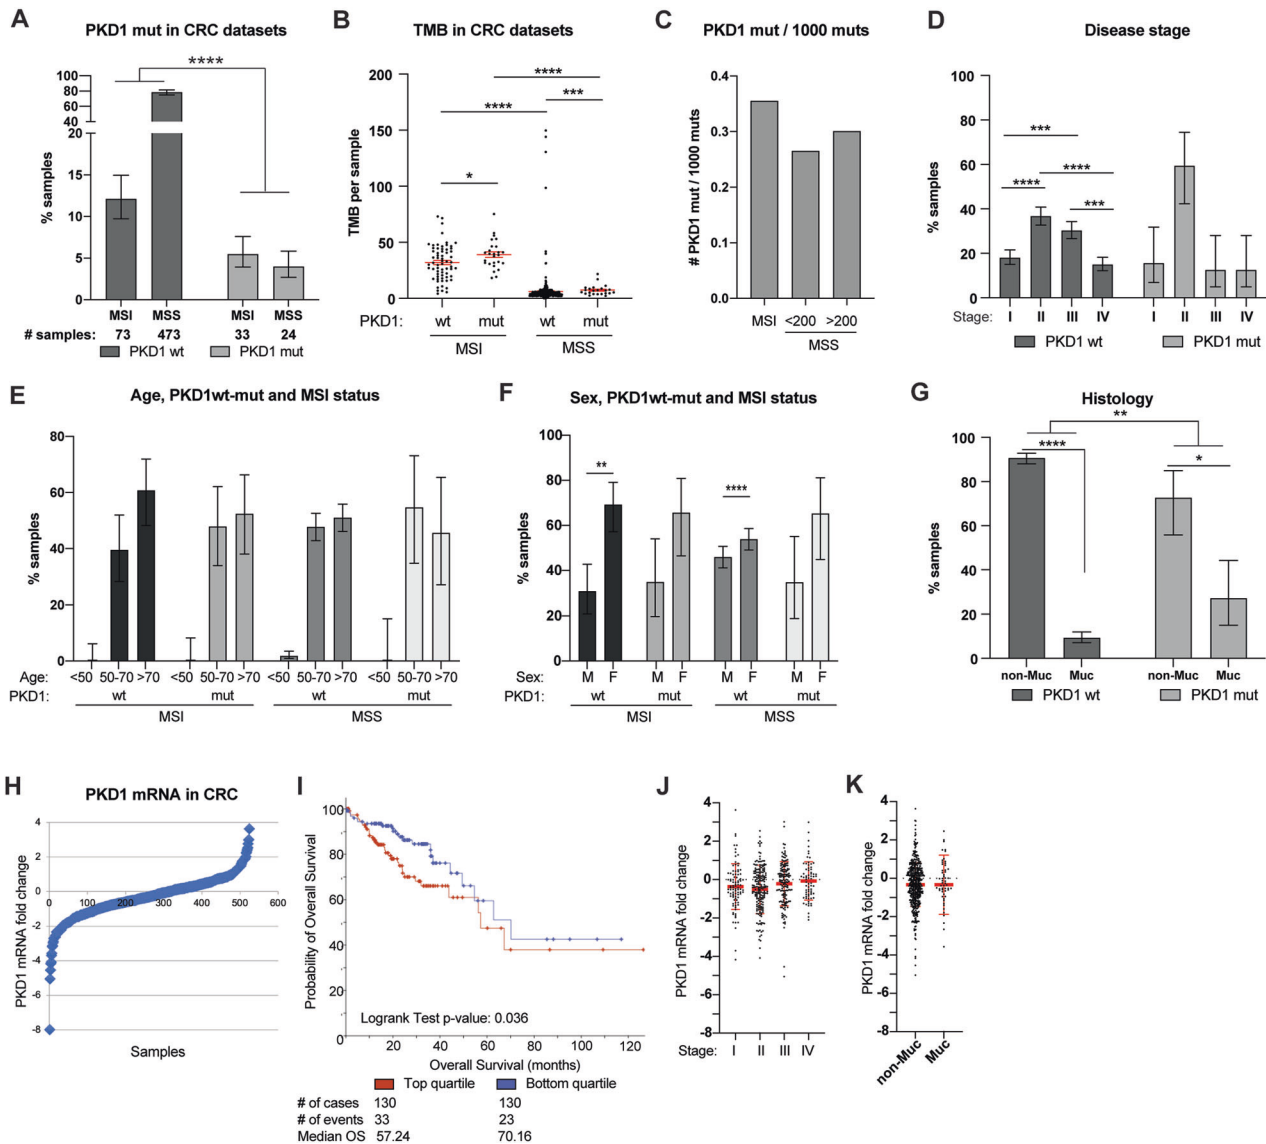 A
PKD1 mut in CRC datasets
****
100
80
60
40
20
15
10
5
0
% samples
MSI MSS MSI MSS
# samples: 73 473 33 24
PKD1 wt PKD1 mut
B
TMB in CRC datasets
200
150
100
50
0
TMB per sample
****
**** ***
*
PKD1: wt mut wt mut
MSI MSS
C
PKD1 mut / 1000 muts
0.4
0.3
0.2
0.1
0.0
# PKD1 mut / 1000 muts
MSI <200 >200
MSS
D
Disease stage
100
80
60
40
20
0
% samples
***
****
****
***
Stage: I II III IV I II III IV
PKD1 wt PKD1 mut
E
Age, PKD1wt-mut and MSI status
80
60
40
20
0
% samples
Age: <50 50-70 >70 <50 50-70 >70 <50 50-70 >70 <50 50-70 >70
PKD1: wt mut wt mut
MSI MSS
F
Sex, PKD1wt-mut and MSI status
100
80
60
40
20
0
% samples
** ****
Sex: M F M F M F M F
PKD1: wt mut wt mut
MSI MSS
G
Histology
100
80
60
40
20
0
% samples
**
****
*
non-Muc Muc non-Muc Muc
PKD1 wt PKD1 mut
H
PKD1 mRNA in CRC
4
2
0
-2
-4
-6
-8
PKD1 mRNA fold change
0 100 200 300 400 500 600
Samples
I
100
80
60
40
20
0
Probability of Overall Survival
Logrank Test p-value: 0.036
20 40 60 80 100 120
Overall Survival (months)
Top quartile Bottom quartile
# of cases 130 130
# of events 33 23
Median OS 57.24 70.16
J
4
2
0
-2
-4
-6
-8
PKD1 mRNA fold change
Stage: I II III IV
K
4
2
0
-2
-4
-6
-8
PKD1 mRNA fold change
non-Muc Muc